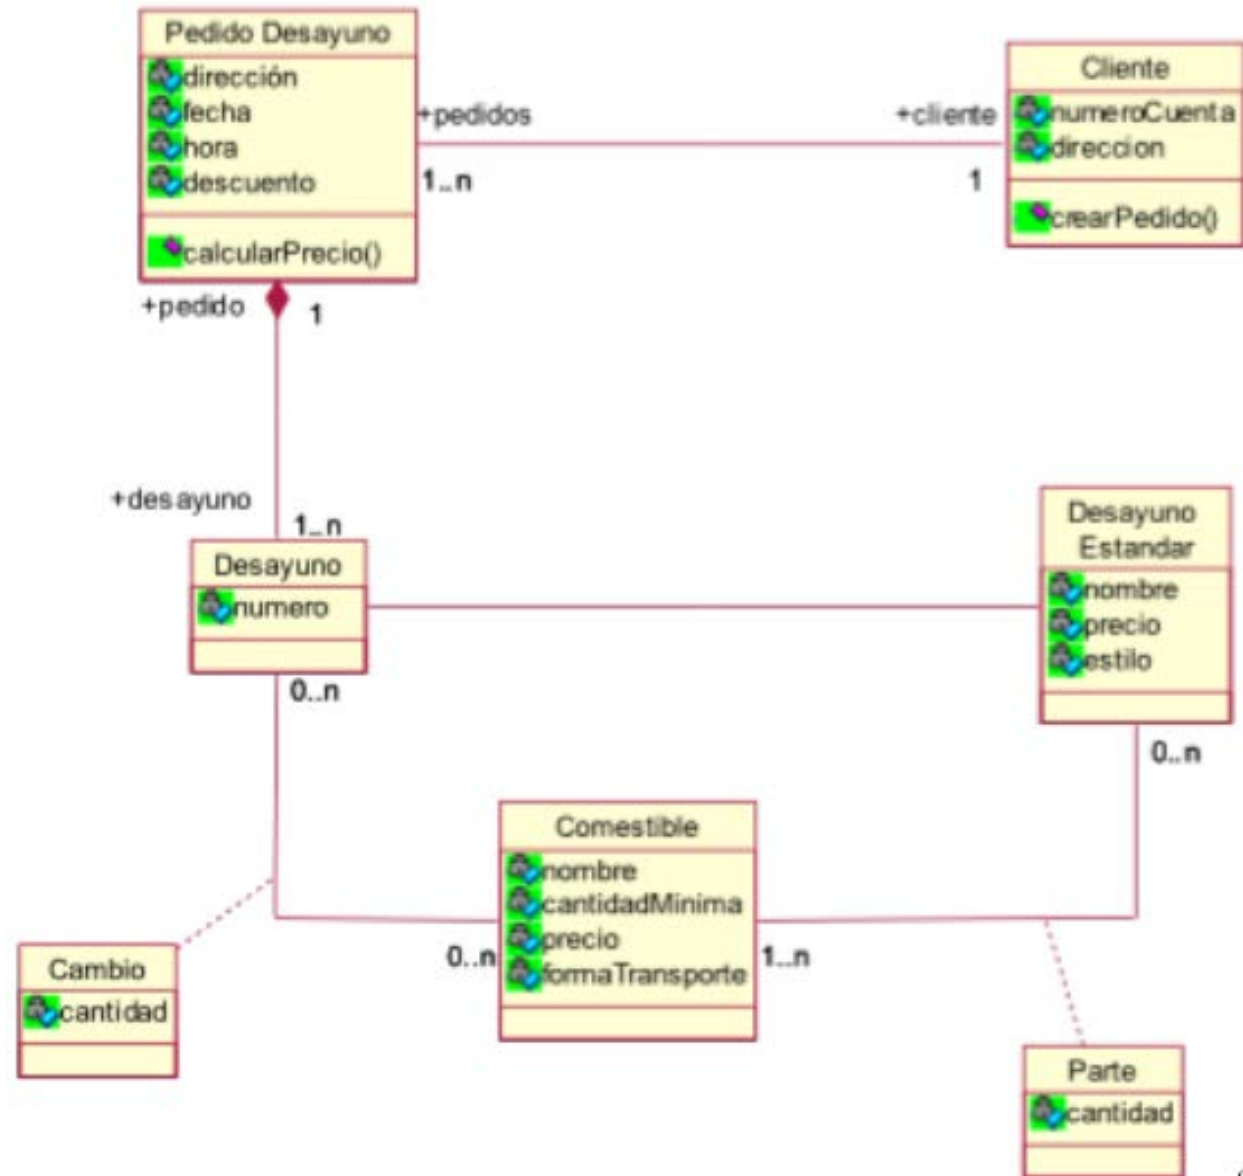 Pedido Desayuno
dirección
fecha
hora
descuento
calcularPrecio()
+pedidos
1..n
+cliente
1
Cliente
numeroCuenta
direccion
crearPedido()
+pedido
1
+desayuno
1..n
Desayuno
numero
0..n
Desayuno
Estandar
nombre
precio
estilo
0..n
Comestible
nombre
cantidadMinima
precio
formaTransporte
0..n
1..n
Cambio
cantidad
Parte
cantidad